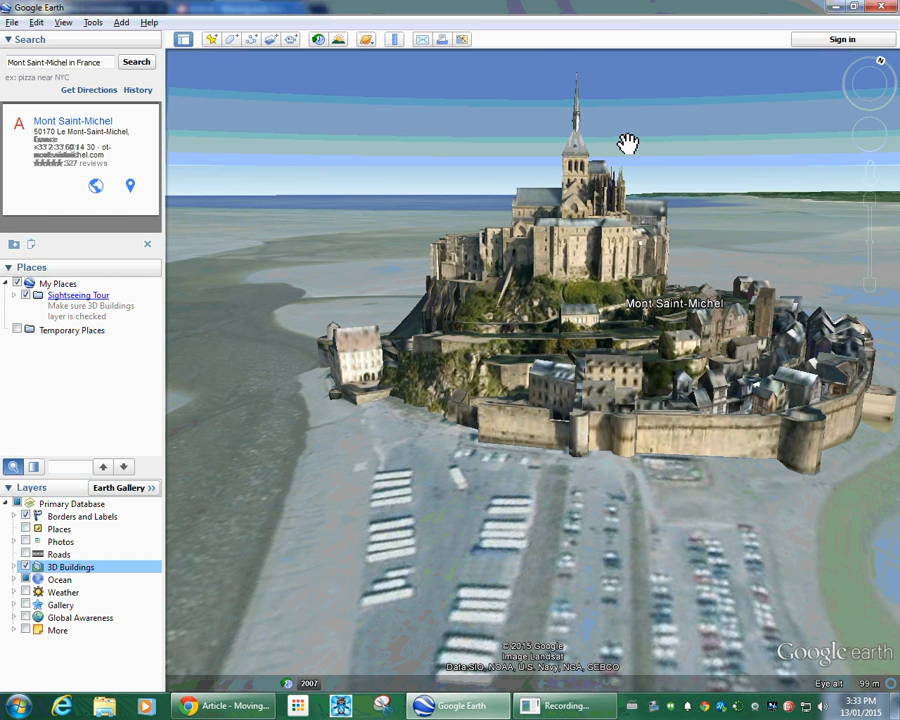 Google Earth
File Edit View Tools Add Help
Search
Sign in
N
Mont Saint-Michel in France
Search
ex: pizza near NYC
Get Directions History
A
Mont Saint-Michel
50170 Le Mont-Saint-Michel,
France
327 reviews
Places
My Places
Sightseeing Tour
Make sure 3D Buildings
layer is checked
Temporary Places
Mont Saint-Michel
Layers
Earth Gallery >>
Primary Database
Borders and Labels
Places
Photos
Roads
3D Buildings
Ocean
Weather
Gallery
Global Awareness
More
© 2015 Google
Image Landsat
Data SIO, NOAA, U.S. Navy, NGA, GEBCO
Google earth
2007
Eye alt 99 m
Article - Moving...
Google Earth
Recording...
3:33 PM
13/01/2015